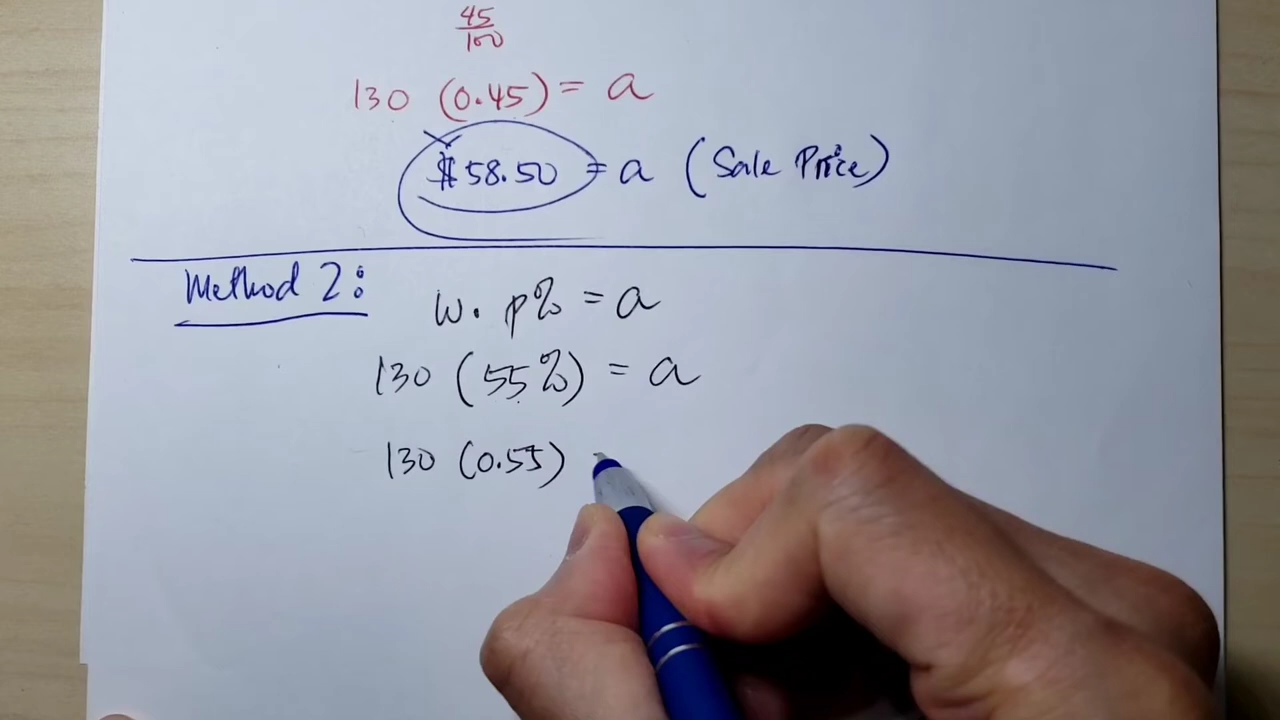 45
100
130 (0.45) = a
$58.50 = a (Sale Price)
Method 2:
w. p% = a
130 (55%) = a
130 (0.55)